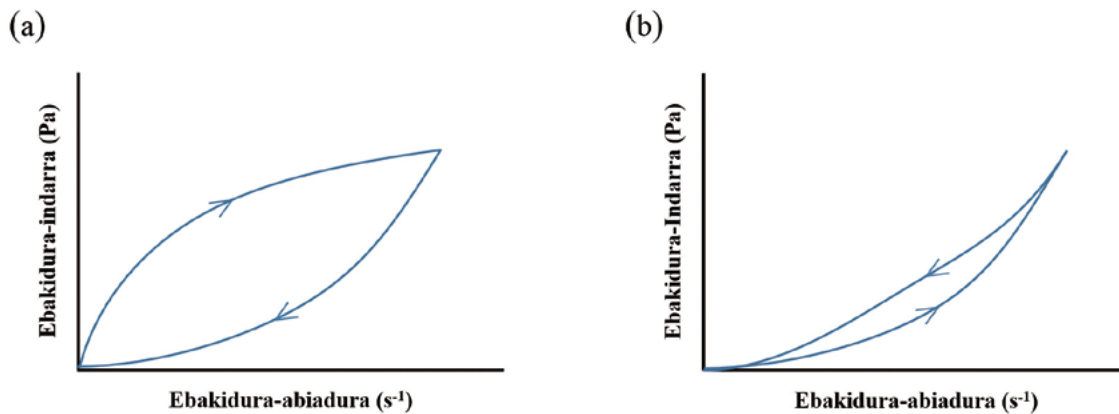 (a)
Ebakidura-indarra (Pa)
Ebakidura-abiadura (s⁻¹)
(b)
Ebakidura-Indarra (Pa)
Ebakidura-abiadura (s⁻¹)